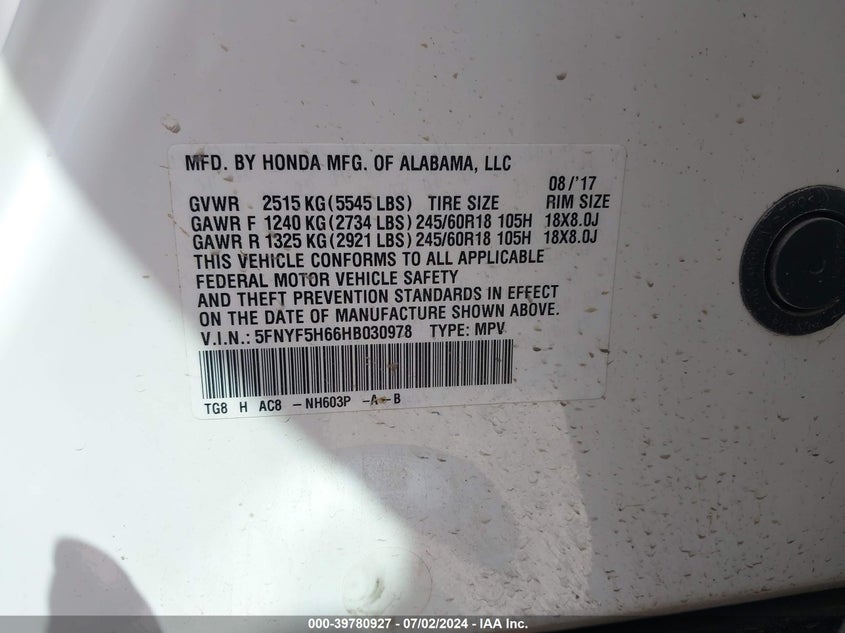 MFD. BY HONDA MFG. OF ALABAMA, LLC
08/'17
GVWR 2515 KG(5545 LBS) TIRE SIZE RIM SIZE
GAWR F 1240 KG(2734 LBS) 245/60R18 105H 18X8.0J
GAWR R 1325 KG(2921 LBS) 245/60R18 105H 18X8.0J
THIS VEHICLE CONFORMS TO ALL APPLICABLE
FEDERAL MOTOR VEHICLE SAFETY
AND THEFT PREVENTION STANDARDS IN EFFECT
ON THE DATE OF MANUFACTURE SHOWN ABOVE.
V.I.N.: 5FNYF5H66HB030978 TYPE: MPV
TG8 H AC8 -NH603P -A -B
000-39780927 - 07/02/2024 - IAA Inc.